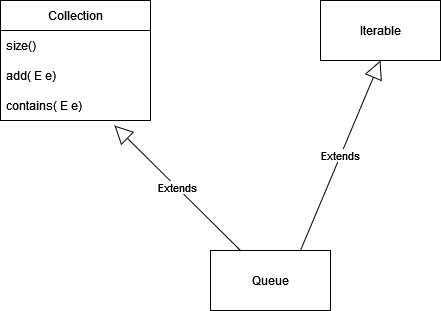 Collection
size()
add( E e)
contains( E e)
Iterable
Extends
Extends
Queue